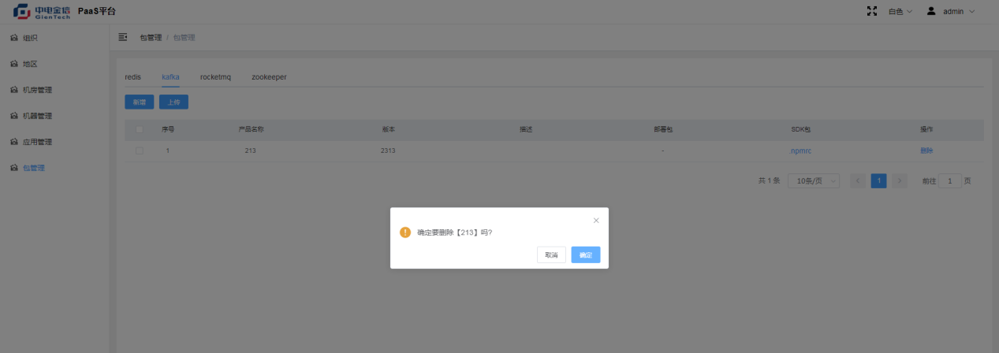 中电金信 GienTech PaaS平台
白色 admin
组织
地区
机房管理
机器管理
应用管理
包管理
包管理 / 包管理
redis kafka rocketmq zookeeper
新增 上传
序号 产品名称 版本 描述 部署包 SDK包 操作
1 213 2313 - .npmrc 删除
共 1 条 10条/页 < 1 > 前往 1 页
确定要删除【213】吗?
取消 确定